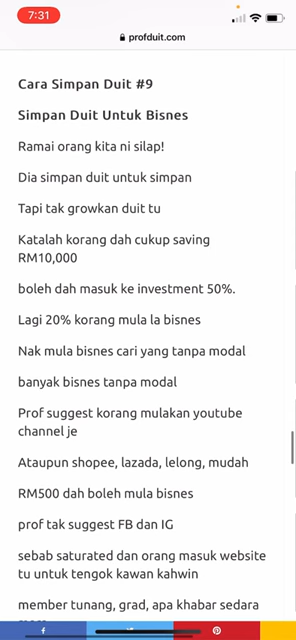 7:31
profduit.com
Cara Simpan Duit #9
Simpan Duit Untuk Bisnes
Ramai orang kita ni silap!
Dia simpan duit untuk simpan
Tapi tak growkan duit tu
Katalah korang dah cukup saving
RM10,000
boleh dah masuk ke investment 50%.
Lagi 20% korang mula la bisnes
Nak mula bisnes cari yang tanpa modal
banyak bisnes tanpa modal
Prof suggest korang mulakan youtube
channel je
Ataupun shopee, lazada, lelong, mudah
RM500 dah boleh mula bisnes
prof tak suggest FB dan IG
sebab saturated dan orang masuk website
tu untuk tengok kawan kahwin
member tunang, grad, apa khabar sedara